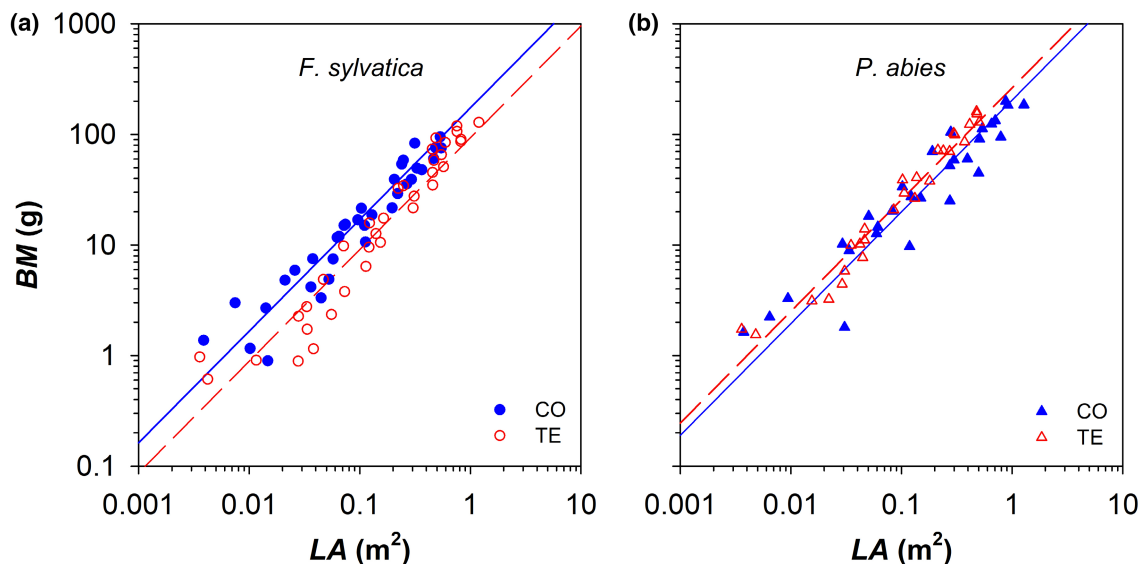 (a)
F. sylvatica
BM (g)
1000
100
10
1
0.1
CO
TE
0.001
0.01
0.1
1
10
LA (m²)
(b)
P. abies
CO
TE
0.001
0.01
0.1
1
10
LA (m²)